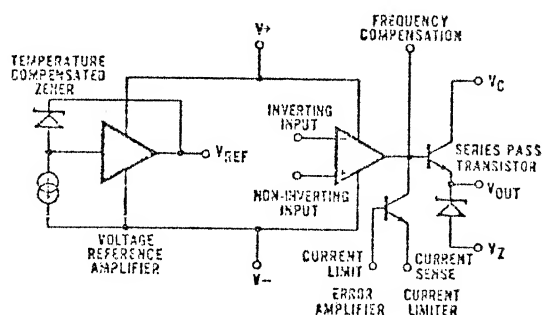 FREQUENCY
COMPENSATION
V+
TEMPERATURE
COMPENSATED
ZENER
VC
INVERTING
INPUT
−
SERIES PASS
TRANSISTOR
VREF
+
VOUT
NON-INVERTING
INPUT
VOLTAGE
REFERENCE
AMPLIFIER
V−
VZ
CURRENT
LIMIT
CURRENT
SENSE
ERROR
AMPLIFIER
CURRENT
LIMITER